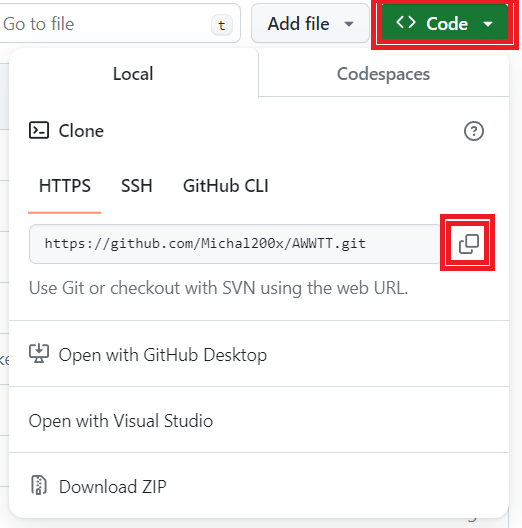 Go to file t Add file <> Code
Local Codespaces
Clone
HTTPS SSH GitHub CLI
https://github.com/Michal200x/AWWTT.git
Use Git or checkout with SVN using the web URL.
Open with GitHub Desktop
Open with Visual Studio
Download ZIP